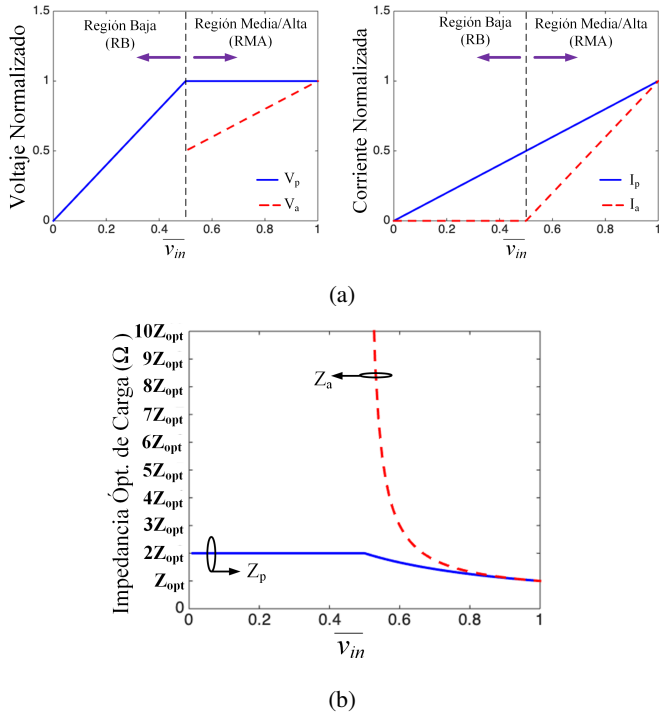 Región Baja
(RB)
Región Media/Alta
(RMA)
Voltaje Normalizado
1.5
1
0.5
0
0 0.2 0.4 0.6 0.8 1
V_p
V_a
v_in
Región Baja
(RB)
Región Media/Alta
(RMA)
Corriente Normalizada
1.5
1
0.5
0
0 0.2 0.4 0.6 0.8 1
I_p
I_a
v_in
(a)
Impedancia Ópt. de Carga (Ω)
10Z_opt
9Z_opt
8Z_opt
7Z_opt
6Z_opt
5Z_opt
4Z_opt
3Z_opt
2Z_opt
Z_opt
0
Z_a
Z_p
0 0.2 0.4 0.6 0.8 1
v_in
(b)